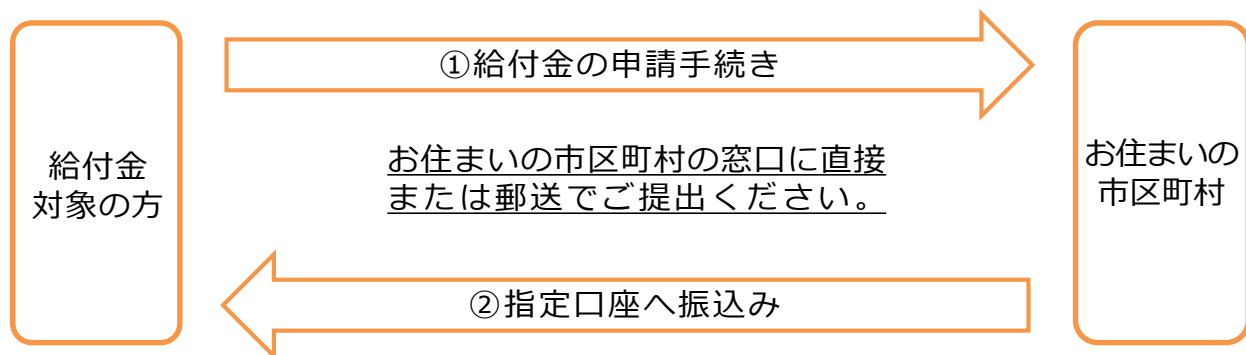 ①給付金の申請手続き
給付金
対象の方
お住まいの市区町村の窓口に直接
または郵送でご提出ください。
お住まいの
市区町村
②指定口座へ振込み